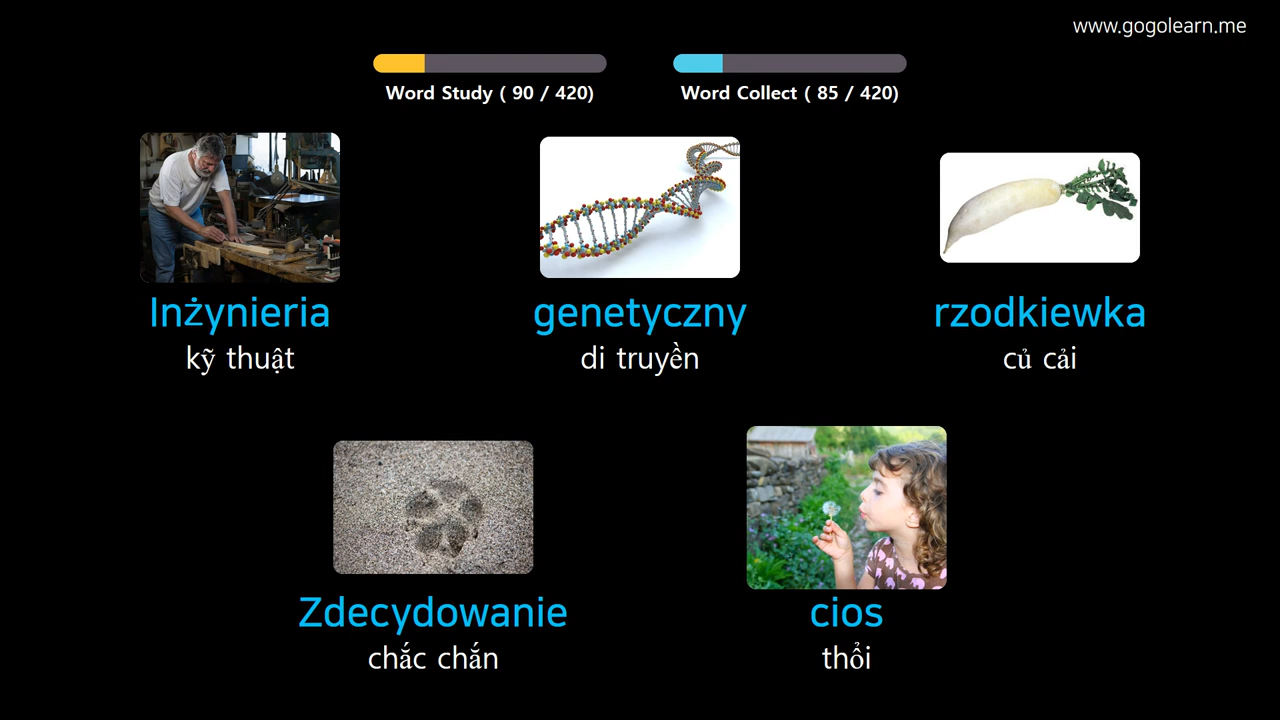 www.gogolearn.me
Word Study ( 90 / 420)
Word Collect ( 85 / 420)
Inżynieria
kỹ thuật
genetyczny
di truyền
rzodkiewka
củ cải
Zdecydowanie
chắc chắn
cios
thổi